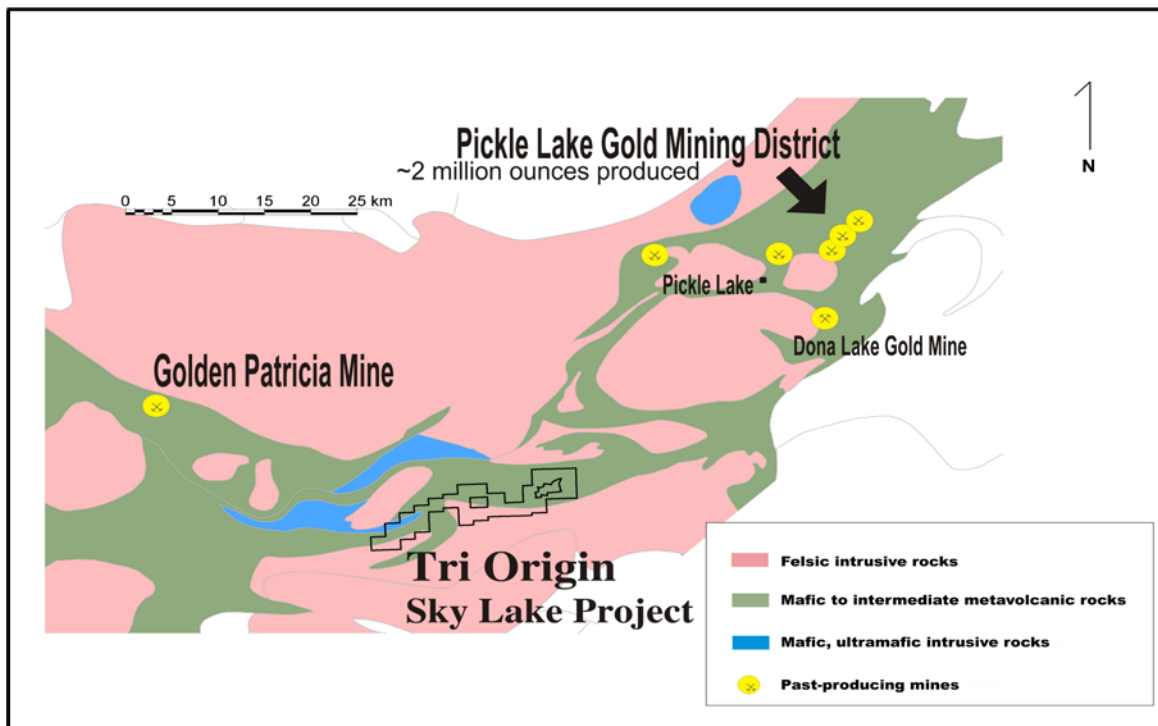 Pickle Lake Gold Mining District
~2 million ounces produced
0 5 10 15 20 25 km
N
Pickle Lake
Dona Lake Gold Mine
Golden Patricia Mine
Tri Origin
Sky Lake Project
Felsic intrusive rocks
Mafic to intermediate metavolcanic rocks
Mafic, ultramafic intrusive rocks
Past-producing mines